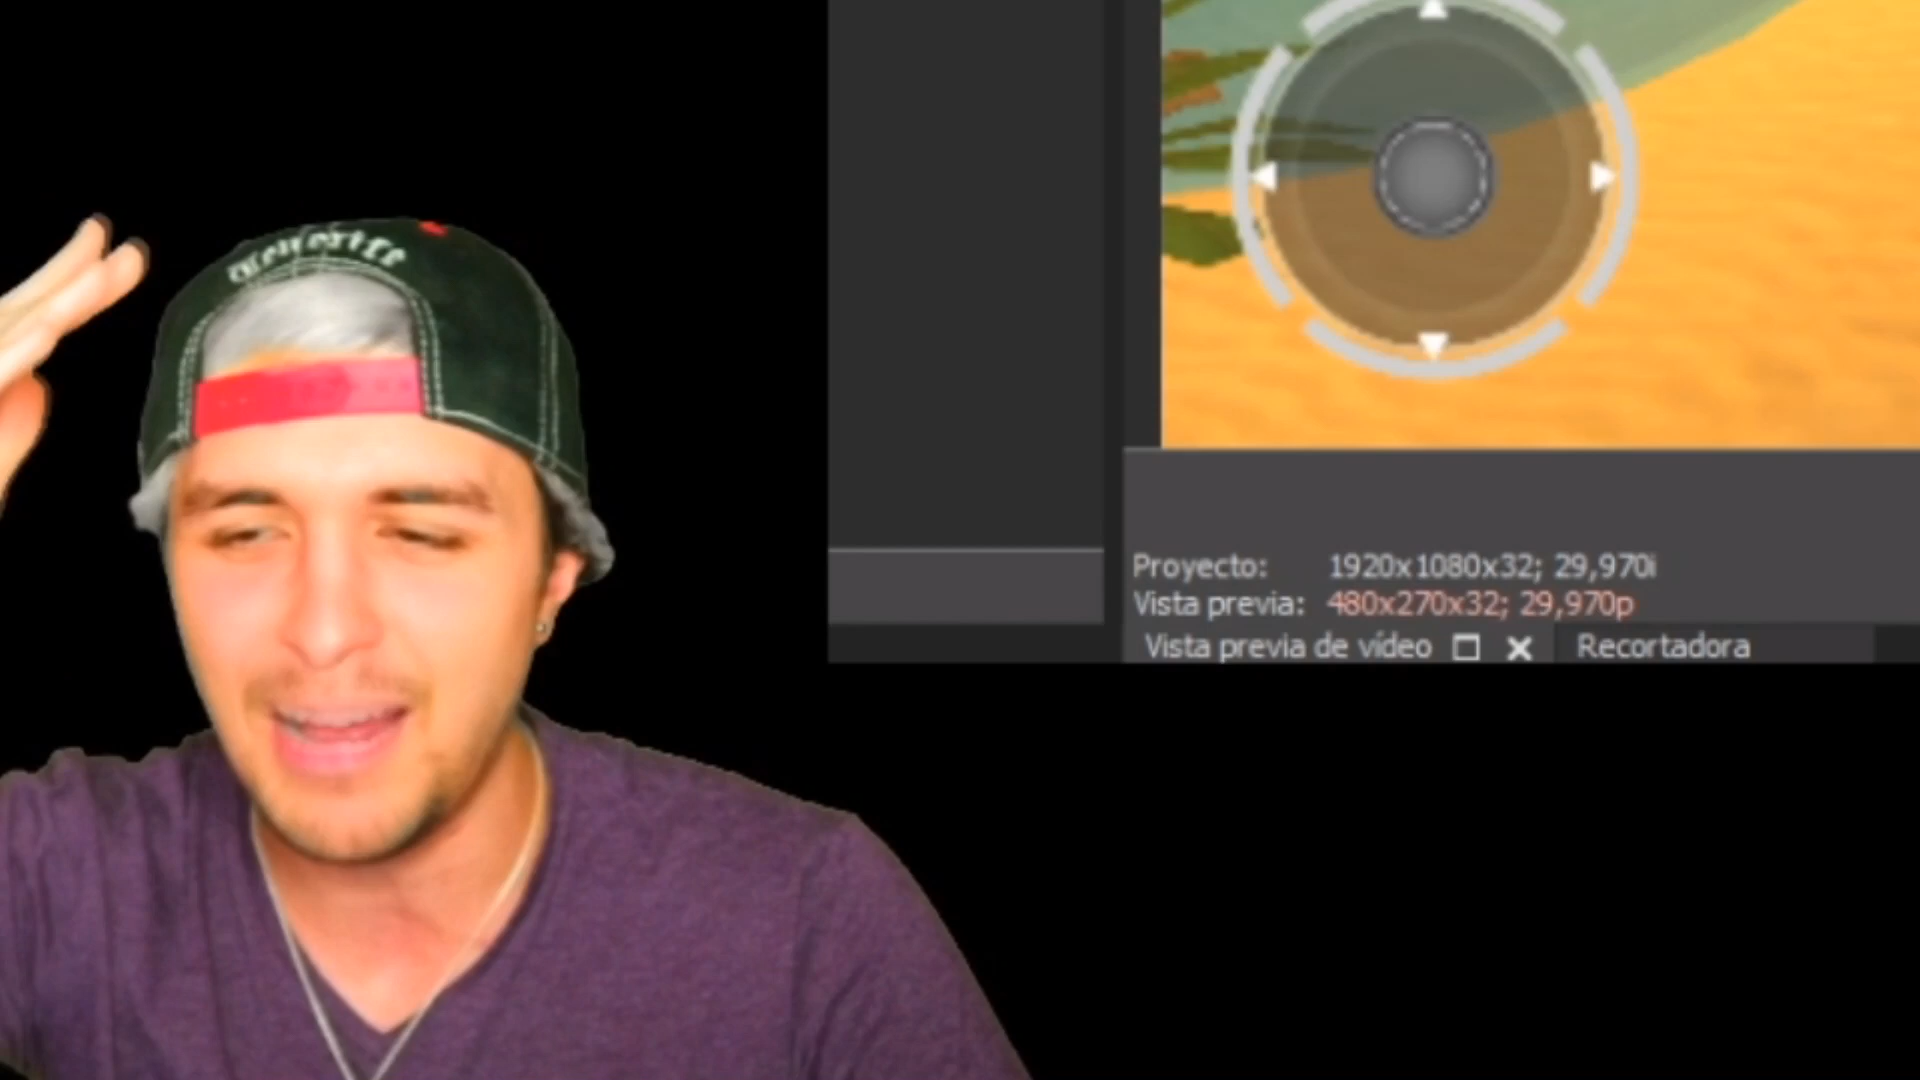 Proyecto: 1920x1080x32; 29,970i
Vista previa: 480x270x32; 29,970p
Vista previa de vídeo Recortadora